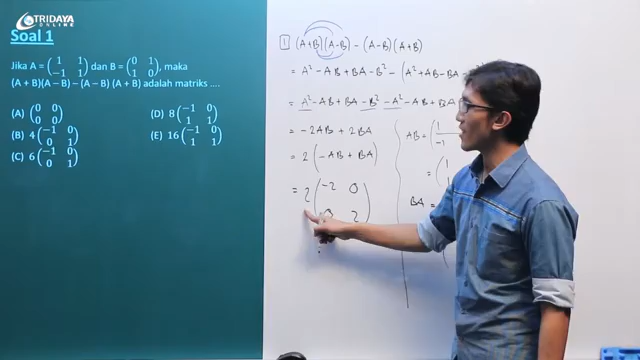 TRIDAYA
ONLINE
Soal 1
Jika A = ( 1 1 ) dan B = ( 0 1 ), maka
( -1 1 ) ( 1 0 )
(A + B)(A – B) – (A – B) (A + B) adalah matriks ....
(A) ( 0 0 ) (D) 8 ( -1 0 )
( 0 0 ) ( 1 1 )
(B) 4 ( -1 0 ) (E) 16 ( -1 0 )
( 0 1 ) ( 1 1 )
(C) 6 ( -1 0 )
( 0 1 )
1 (A+B)(A-B) - (A-B)(A+B)
= A² - AB + BA - B² - (A² + AB - BA
= A² - AB + BA - B² - A² - AB + BA
= -2AB + 2BA
= 2 ( -AB + BA )
= 2 ( -2 0 )
2
AB = ( 1
-1
= ( 1
BA =